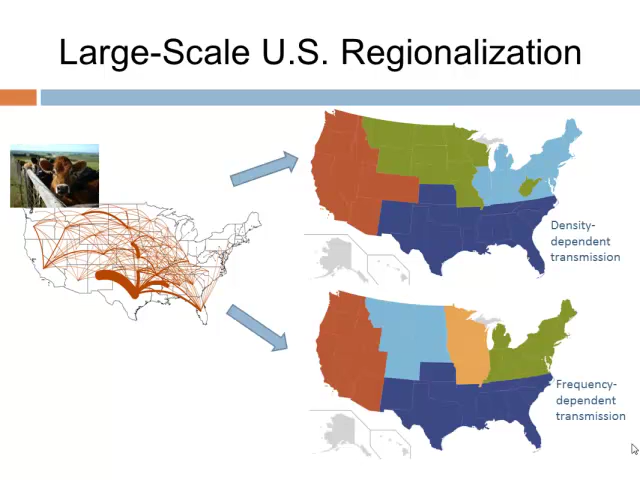 Large-Scale U.S. Regionalization
Density-
dependent
transmission
Frequency-
dependent
transmission